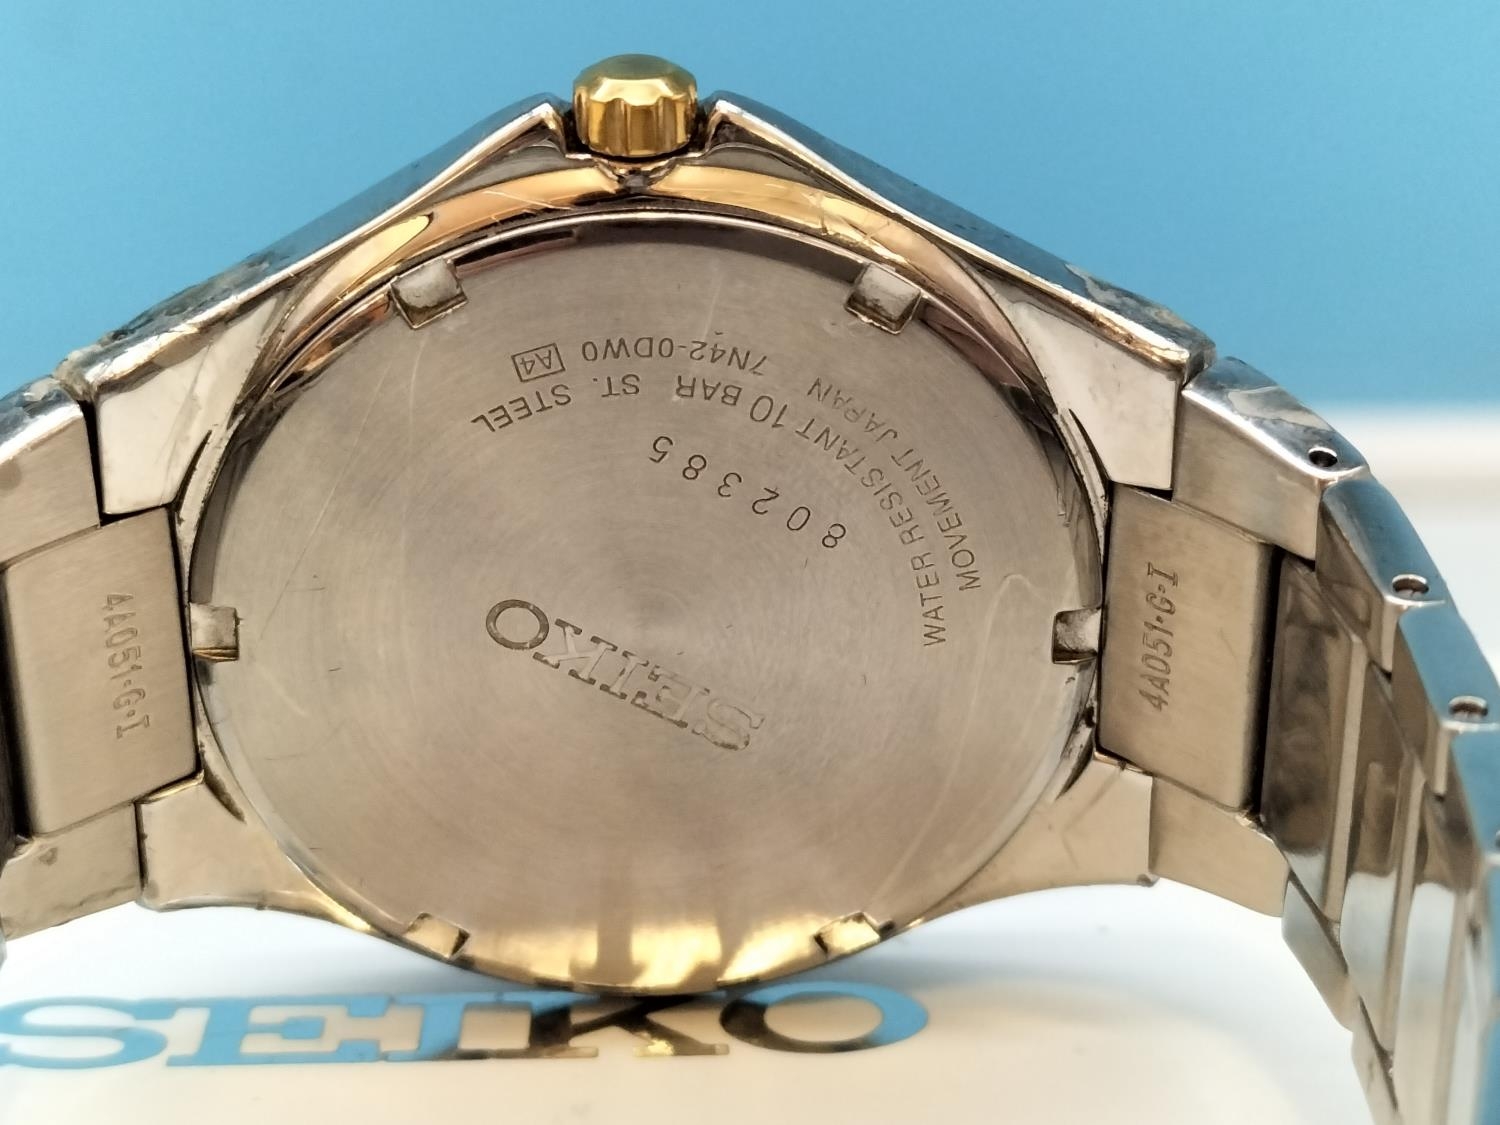 WATER RESISTANT 10 BAR ST. STEEL
MOVEMENT JAPAN 7N42-0DW0 A4
802385
SEIKO
4A051·G·I
4A051·G·I
SEIKO